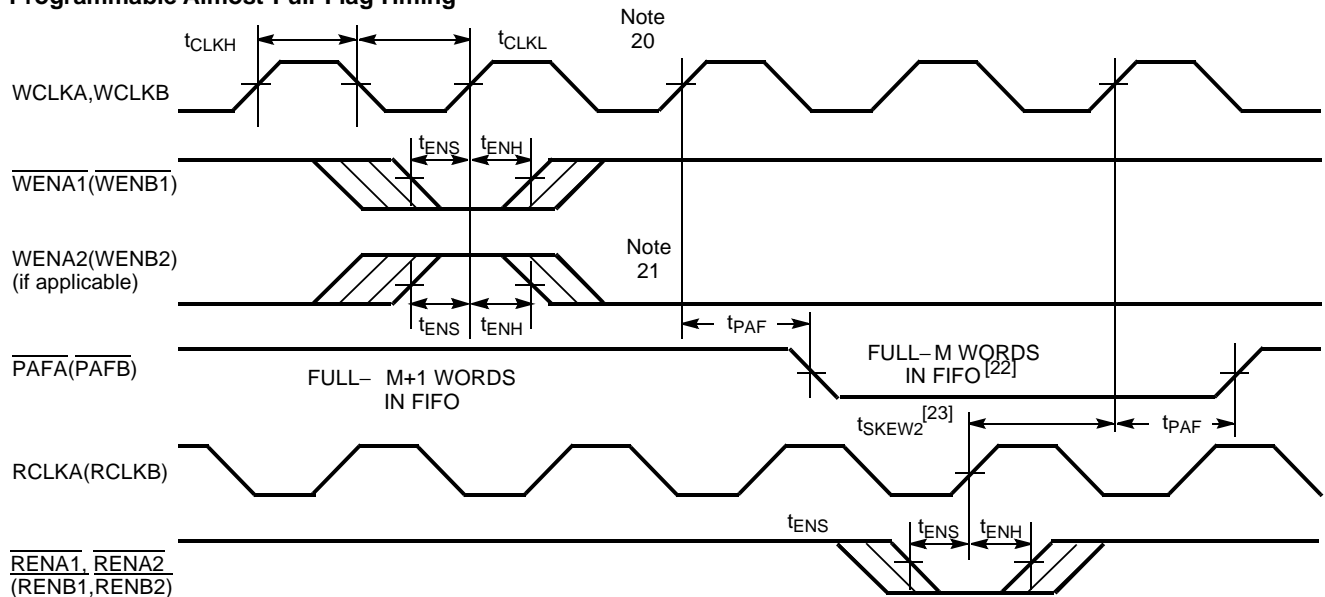 Programmable Almost Full Flag Timing
Note
20
tCLKH
tCLKL
WCLKA,WCLKB
tENS
tENH
WENA1(WENB1)
Note
21
WENA2(WENB2)
(if applicable)
tENS
tENH
tPAF
PAFA(PAFB)
FULL− M+1 WORDS
IN FIFO
FULL−M WORDS
IN FIFO[22]
tSKEW2[23]
tPAF
RCLKA(RCLKB)
tENS
tENS
tENH
RENA1, RENA2
(RENB1,RENB2)